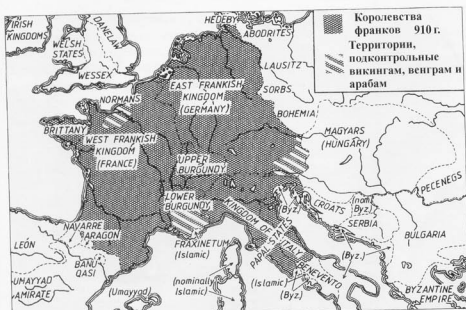 Королевства
франков 910 г.
Территории,
подконтрольные
викингам, венграм и
арабам
IRISH
KINGDOMS
DANELAW
WELSH
STATES
WESSEX
HEDEBY
ABODRITES
LAUSITZ
SORBS
EAST FRANKISH
KINGDOM
(GERMANY)
BOHEMIA
NORMANS
BRITTANY
WEST FRANKISH
KINGDOM
(FRANCE)
MAGYARS
(HUNGARY)
UPPER
BURGUNDY
PECENEGS
LOWER
BURGUNDY
KINGDOM OF
ITALY
(Byz.)
CROATS
(nom.
Byz.)
SERBIA
NAVARRE
ARAGON
PAPAL STATES
BULGARIA
LEÓN
BANU
QASI
FRAXINETUM
(Islamic)
(Byz.)
BENEVENTO
UMAYYAD
AMIRATE
(Umayyad)
(nominally
Islamic)
(Islamic)
(Byz.)
BYZANTINE
EMPIRE